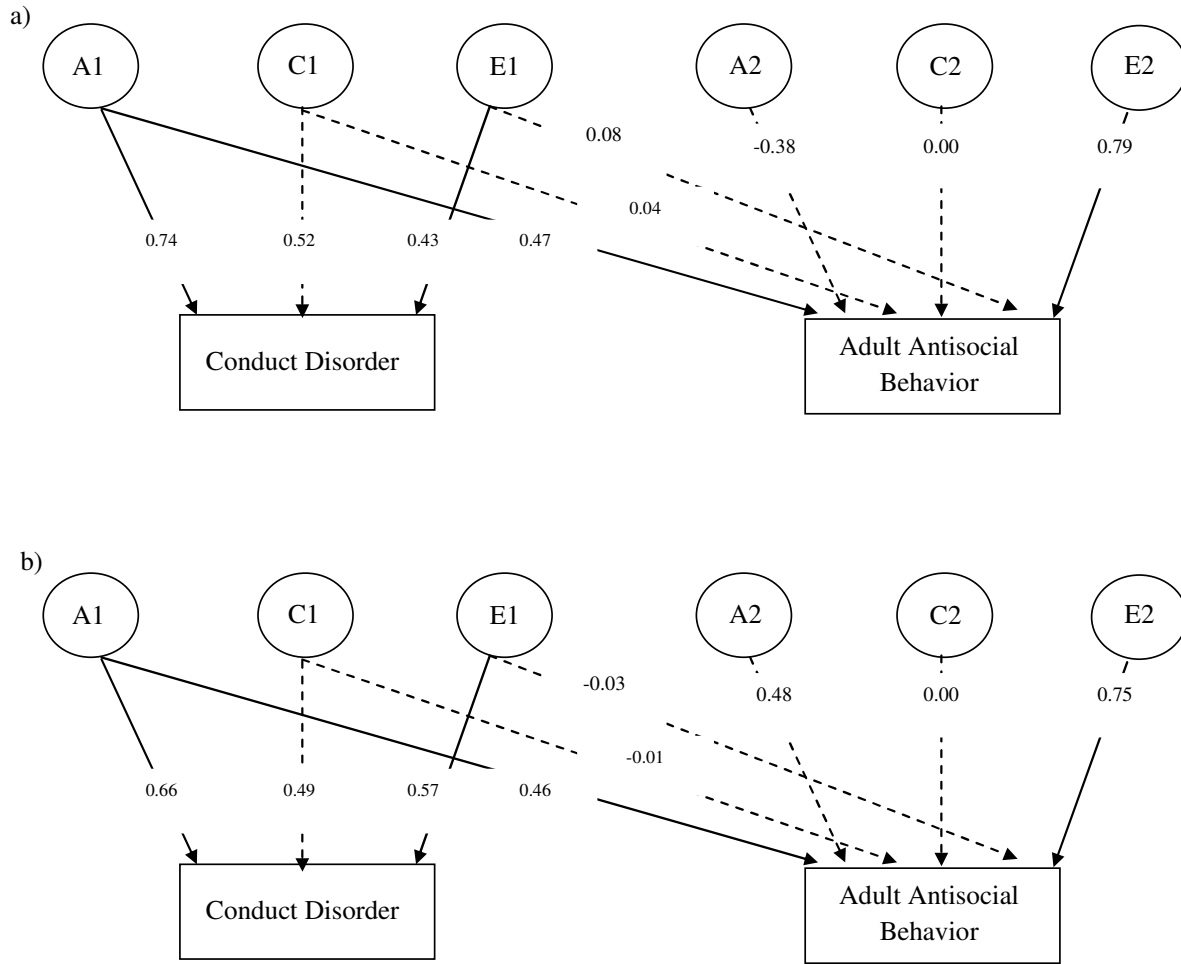 a)
A1
C1
E1
A2
C2
E2
0.08
-0.38
0.00
0.79
0.04
0.74
0.52
0.43
0.47
Conduct Disorder
Adult Antisocial
Behavior
b)
A1
C1
E1
A2
C2
E2
-0.03
0.48
0.00
0.75
-0.01
0.66
0.49
0.57
0.46
Conduct Disorder
Adult Antisocial
Behavior